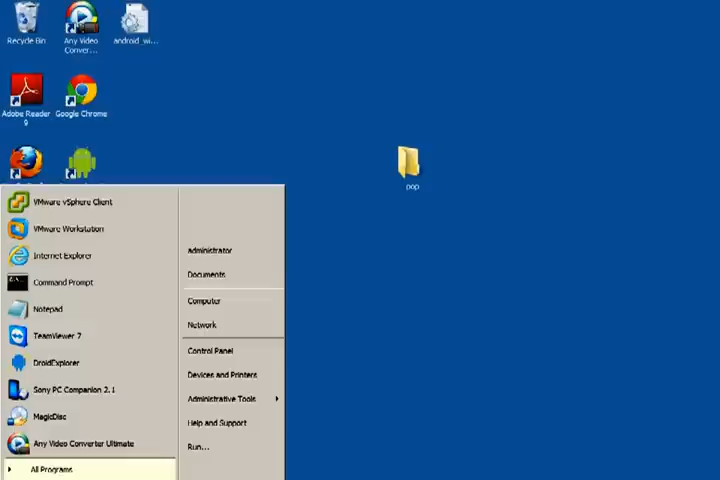 Recycle Bin
Any Video Conver...
android_wi...
Adobe Reader 9
Google Chrome
pop
VMware vSphere Client
VMware Workstation
Internet Explorer
Command Prompt
Notepad
TeamViewer 7
DroidExplorer
Sony PC Companion 2.1
MagicDisc
Any Video Converter Ultimate
All Programs
administrator
Documents
Computer
Network
Control Panel
Devices and Printers
Administrative Tools
Help and Support
Run...